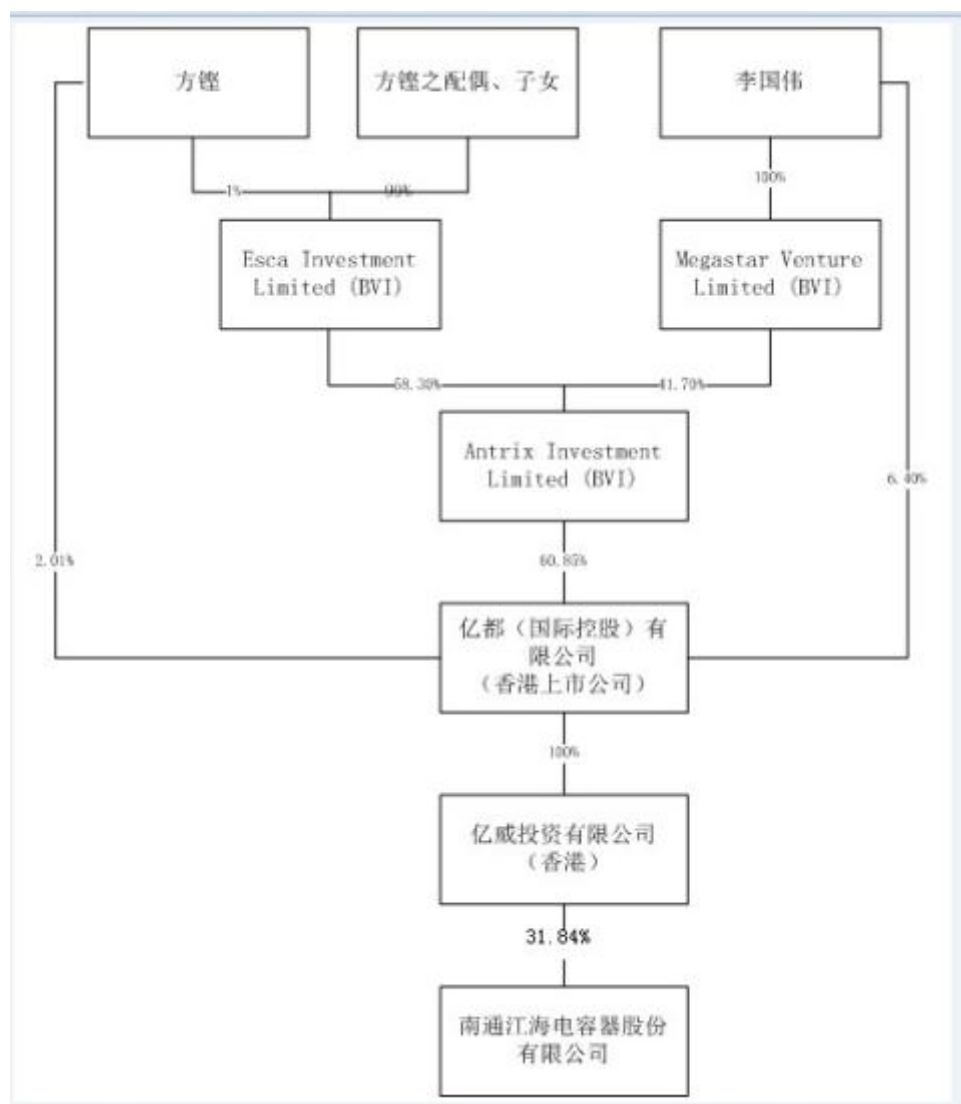 方铿
方铿之配偶、子女
李国伟
1%
99%
100%
Esca Investment
Limited (BVI)
Megastar Venture
Limited (BVI)
58.30%
41.70%
Antrix Investment
Limited (BVI)
6.40%
2.01%
60.85%
亿都（国际控股）有
限公司
（香港上市公司）
100%
亿威投资有限公司
（香港）
31.84%
南通江海电容器股份
有限公司